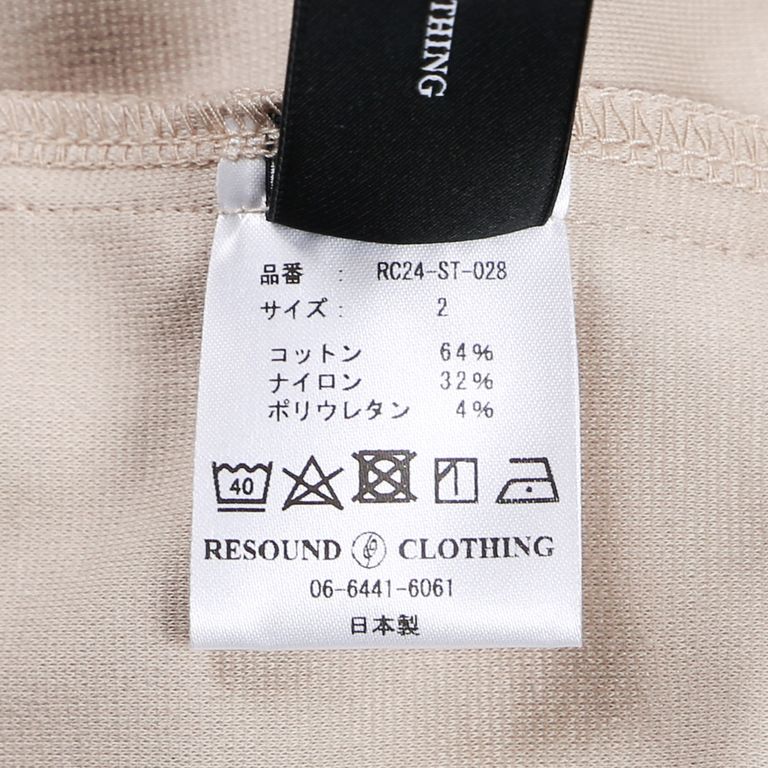 THING
品番 : RC24-ST-028
サイズ : 2
コットン 64%
ナイロン 32%
ポリウレタン 4%
40
RESOUND CLOTHING
06-6441-6061
日本製